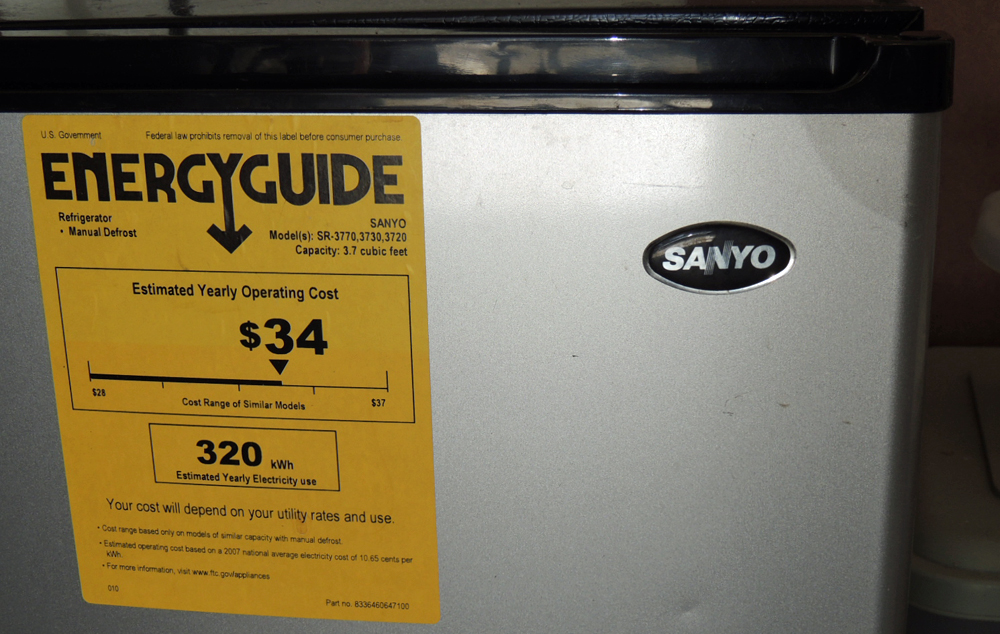 U.S. Government Federal law prohibits removal of this label before consumer purchase.
ENERGYGUIDE
Refrigerator
• Manual Defrost
SANYO
Model(s): SR-3770,3730,3720
Capacity: 3.7 cubic feet
Estimated Yearly Operating Cost
$34
$28
$37
Cost Range of Similar Models
320 kWh
Estimated Yearly Electricity use
Your cost will depend on your utility rates and use.
• Cost range based only on models of similar capacity with manual defrost.
• Estimated operating cost based on a 2007 national average electricity cost of 10.65 cents per
kWh.
• For more information, visit www.ftc.gov/appliances
010
Part no. 8336460647100
SANYO